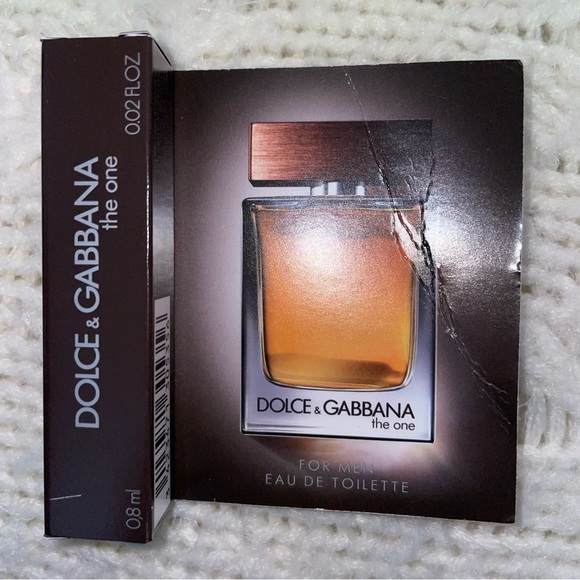 DOLCE & GABBANA
the one
0,8 ml
0.02 FL.OZ
DOLCE & GABBANA
the one
FOR MEN
EAU DE TOILETTE